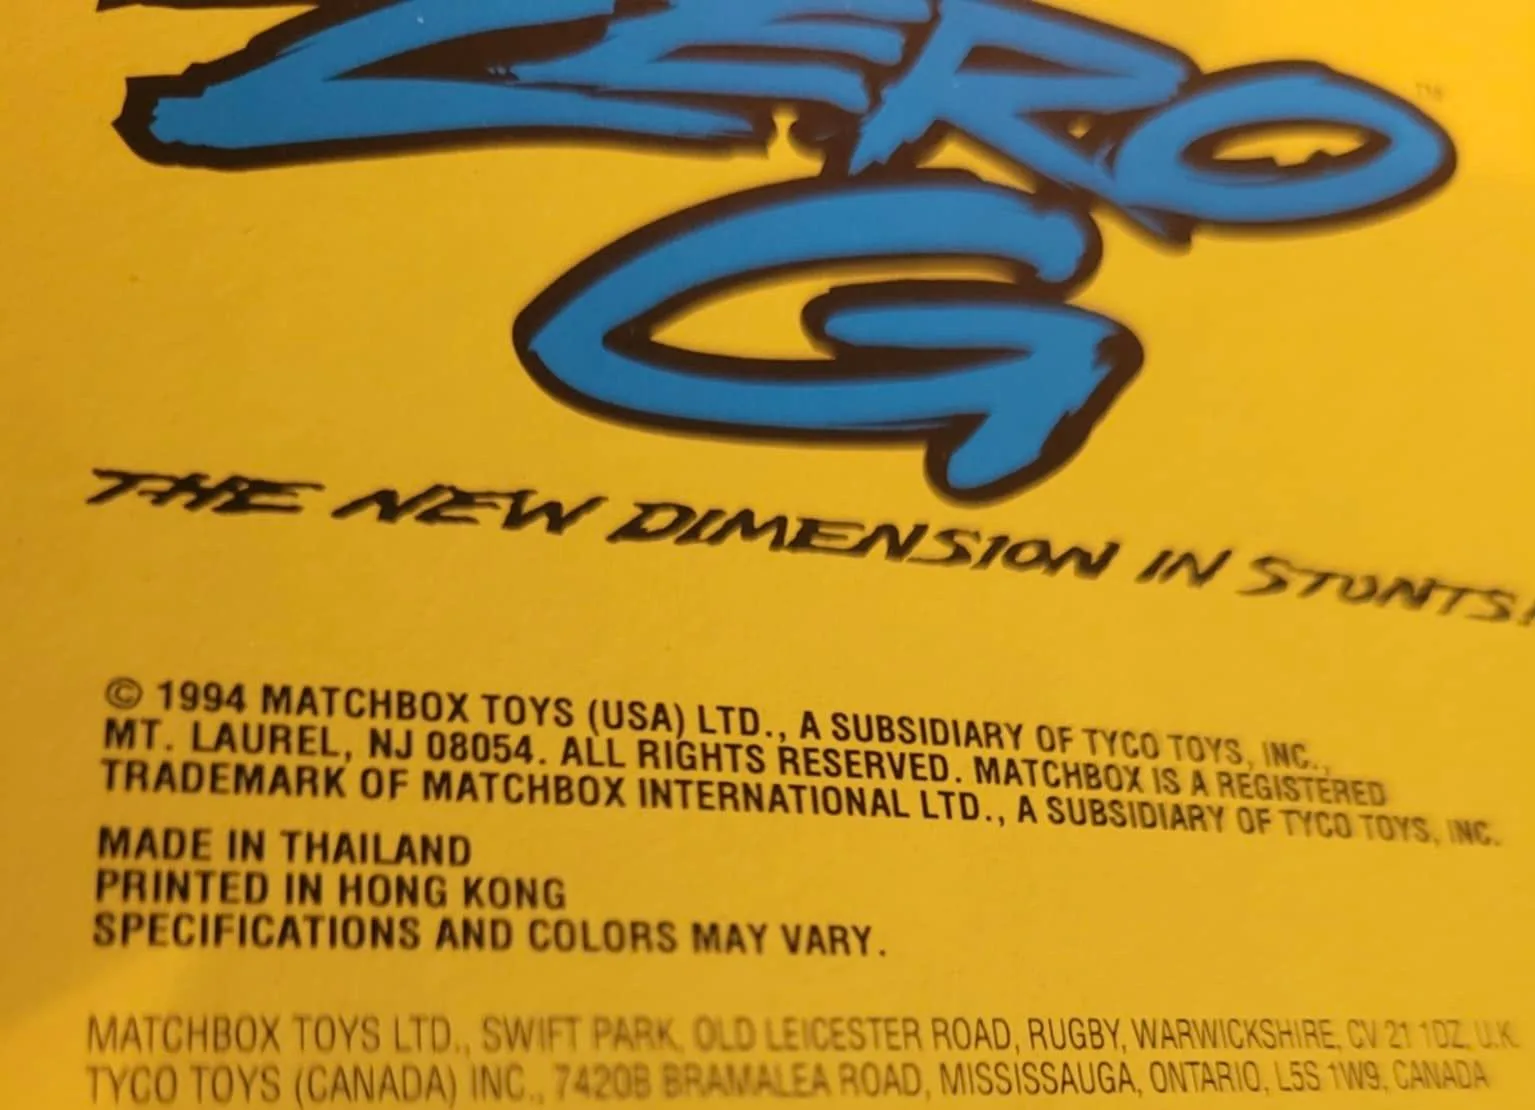 ZERO™
G
THE NEW DIMENSION IN STUNTS!
© 1994 MATCHBOX TOYS (USA) LTD., A SUBSIDIARY OF TYCO TOYS, INC.,
MT. LAUREL, NJ 08054. ALL RIGHTS RESERVED. MATCHBOX IS A REGISTERED
TRADEMARK OF MATCHBOX INTERNATIONAL LTD., A SUBSIDIARY OF TYCO TOYS, INC.
MADE IN THAILAND
PRINTED IN HONG KONG
SPECIFICATIONS AND COLORS MAY VARY.
MATCHBOX TOYS LTD., SWIFT PARK, OLD LEICESTER ROAD, RUGBY, WARWICKSHIRE, CV 21 1DZ, U.K.
TYCO TOYS (CANADA) INC., 7420B BRAMALEA ROAD, MISSISSAUGA, ONTARIO, L5S 1W9, CANADA